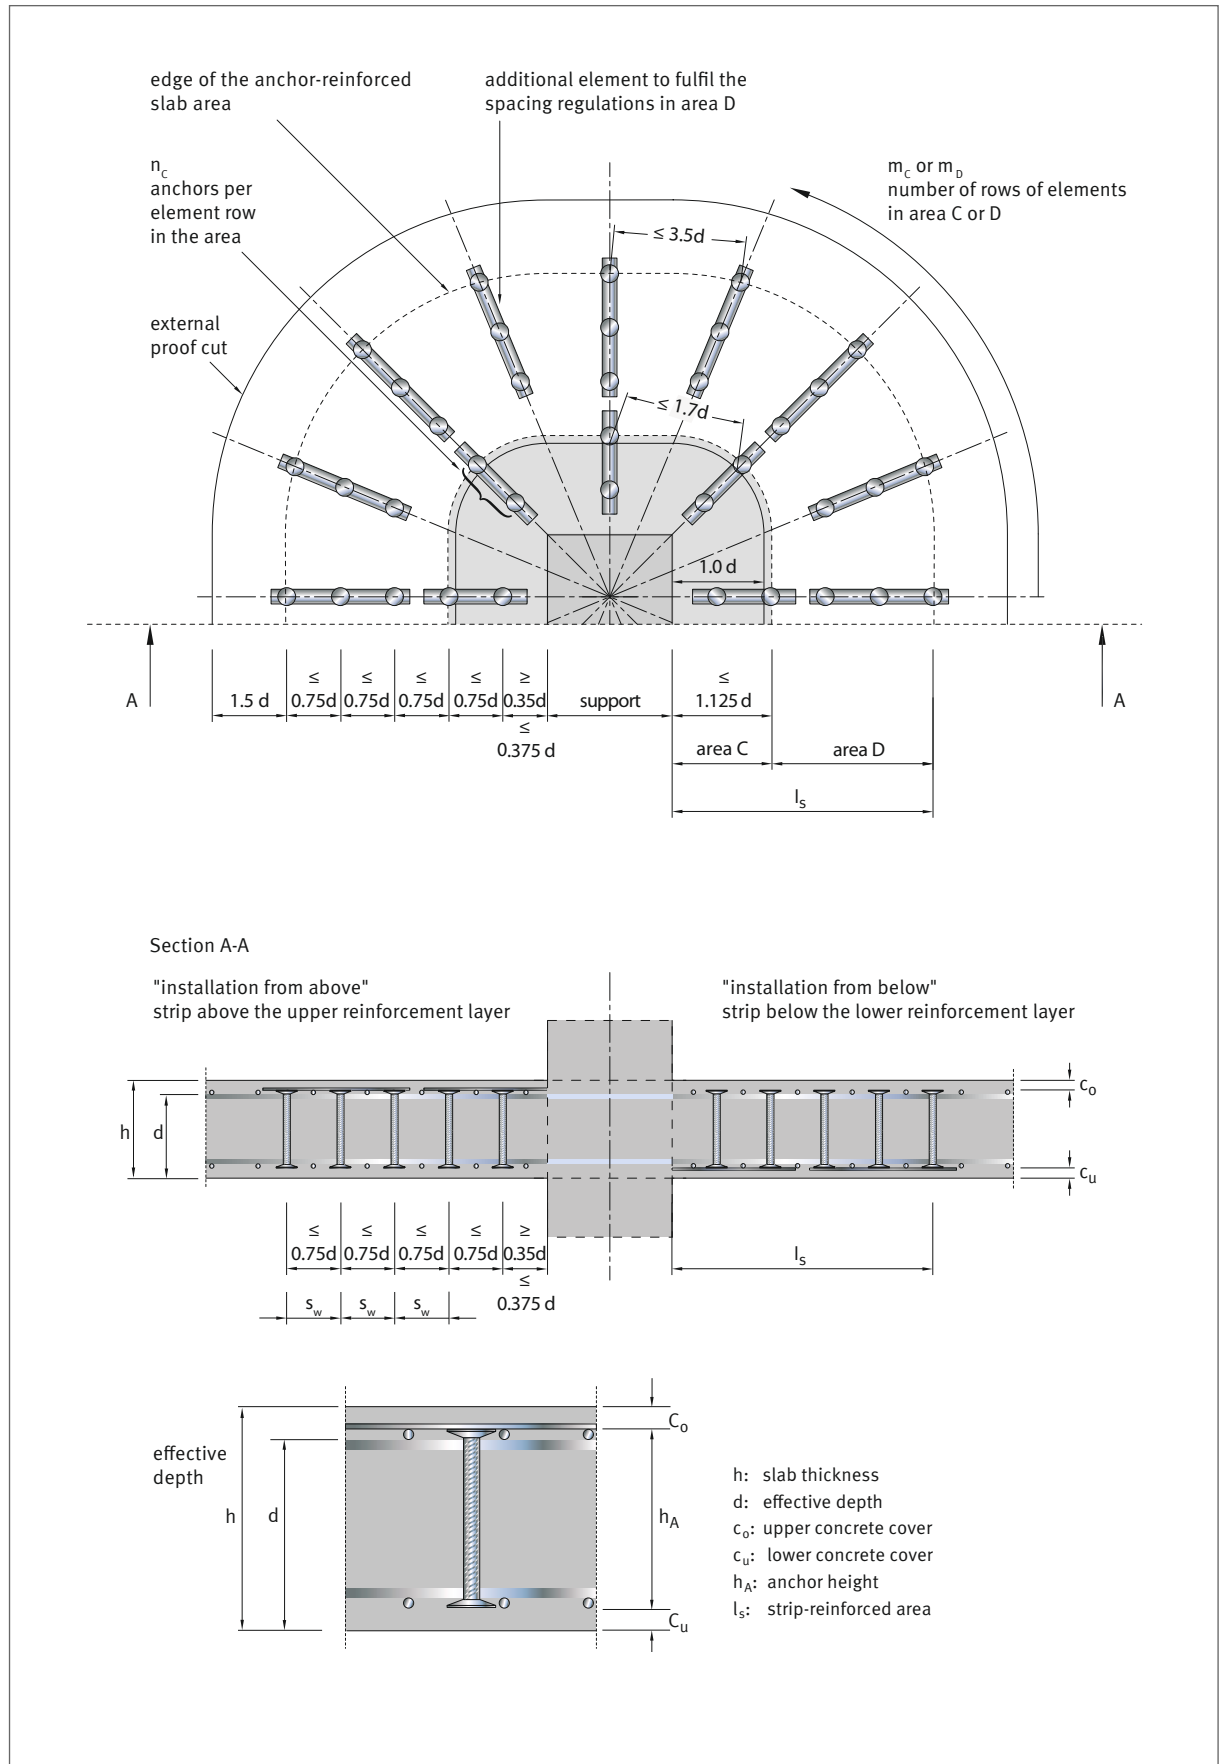 edge of the anchor-reinforced
slab area
additional element to fulfil the
spacing regulations in area D
n_C
anchors per
element row
in the area
m_C or m_D
number of rows of elements
in area C or D
external
proof cut
≤ 3.5d
≤ 1.7d
1.0 d
A
1.5 d
≤
0.75d
≤
0.75d
≤
0.75d
≤
0.75d
≥
0.35d
≤
0.375 d
support
≤
1.125 d
A
area C
area D
l_s
Section A-A
"installation from above"
strip above the upper reinforcement layer
"installation from below"
strip below the lower reinforcement layer
h
d
c_o
c_u
≤
0.75d
≤
0.75d
≤
0.75d
≤
0.75d
≥
0.35d
≤
0.375 d
l_s
s_w
s_w
s_w
effective
depth
h
d
C_o
h_A
C_u
h: slab thickness
d: effective depth
c_o: upper concrete cover
c_u: lower concrete cover
h_A: anchor height
l_s: strip-reinforced area